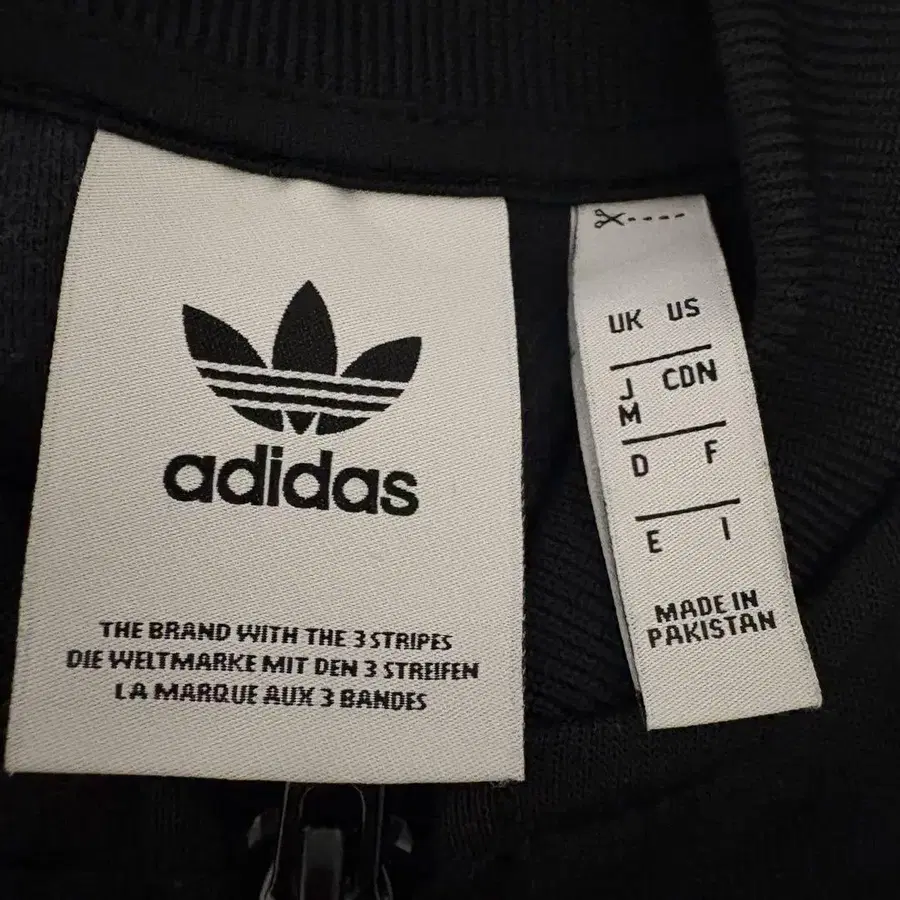 adidas
THE BRAND WITH THE 3 STRIPES
DIE WELTMARKE MIT DEN 3 STREIFEN
LA MARQUE AUX 3 BANDES
UK US
J CDN
M
D F
E I
MADE IN
PAKISTAN